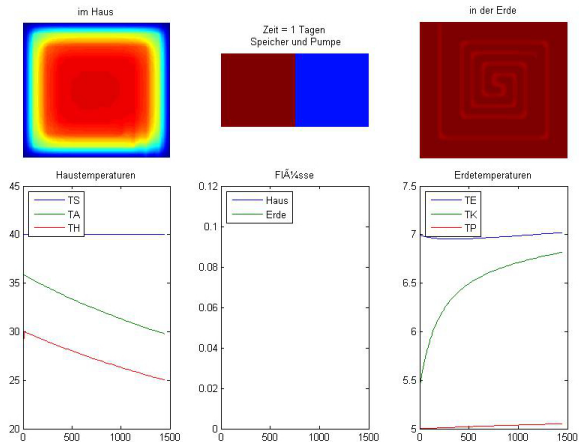 im Haus
Zeit = 1 Tagen
Speicher und Pumpe
in der Erde
Haustemperaturen
45
40
35
30
25
20
0
500
1000
1500
TS
TA
TH
FlÃ¼sse
0.12
0.1
0.08
0.06
0.04
0.02
0
0
500
1000
1500
Haus
Erde
Erdetemperaturen
7.5
7
6.5
6
5.5
5
0
500
1000
1500
TE
TK
TP